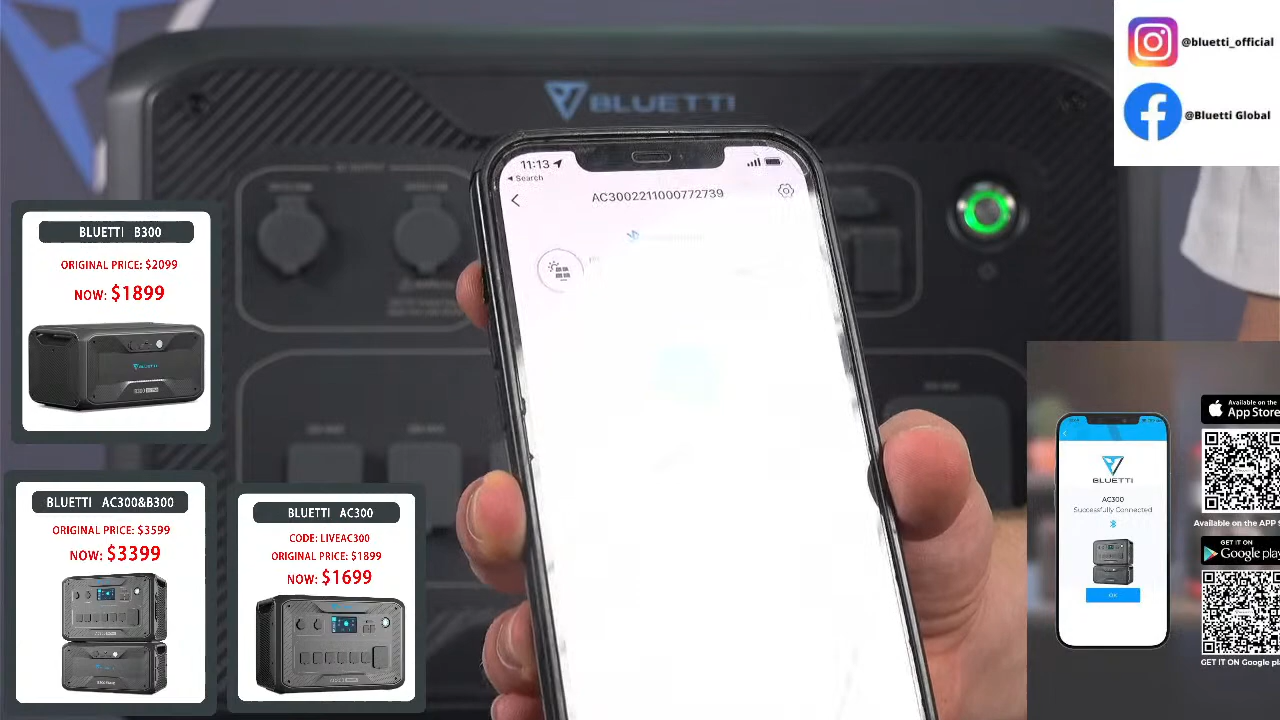 BLUETTI
@bluetti_official
@Bluetti Global
11:13
Search
AC3002211000772739
BLUETTI B300
ORIGINAL PRICE: $2099
NOW: $1899
BLUETTI AC300&B300
ORIGINAL PRICE: $3599
NOW: $3399
BLUETTI AC300
CODE: LIVEAC300
ORIGINAL PRICE: $1899
NOW: $1699
BLUETTI
AC300
Successfully Connected
OK
Available on the
App Store
Available on the APP S
GET IT ON
Google pla
GET IT ON Google pla